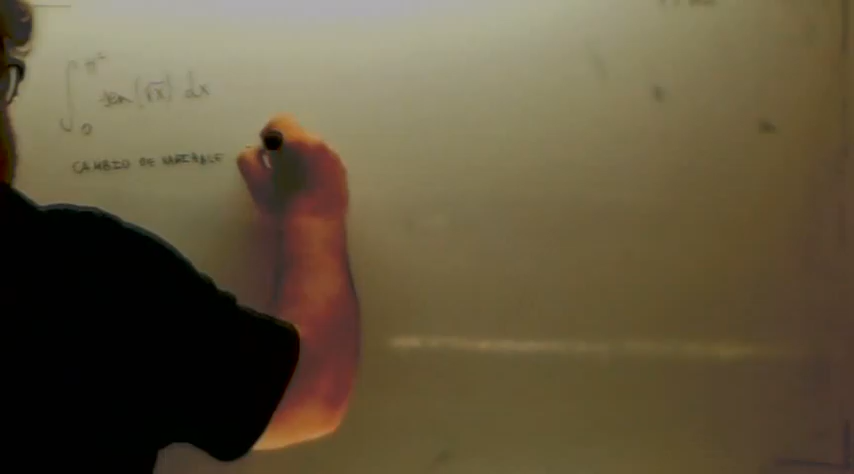 ∫₀^π² sen(√x) dx
CAMBIO DE VARIABLE